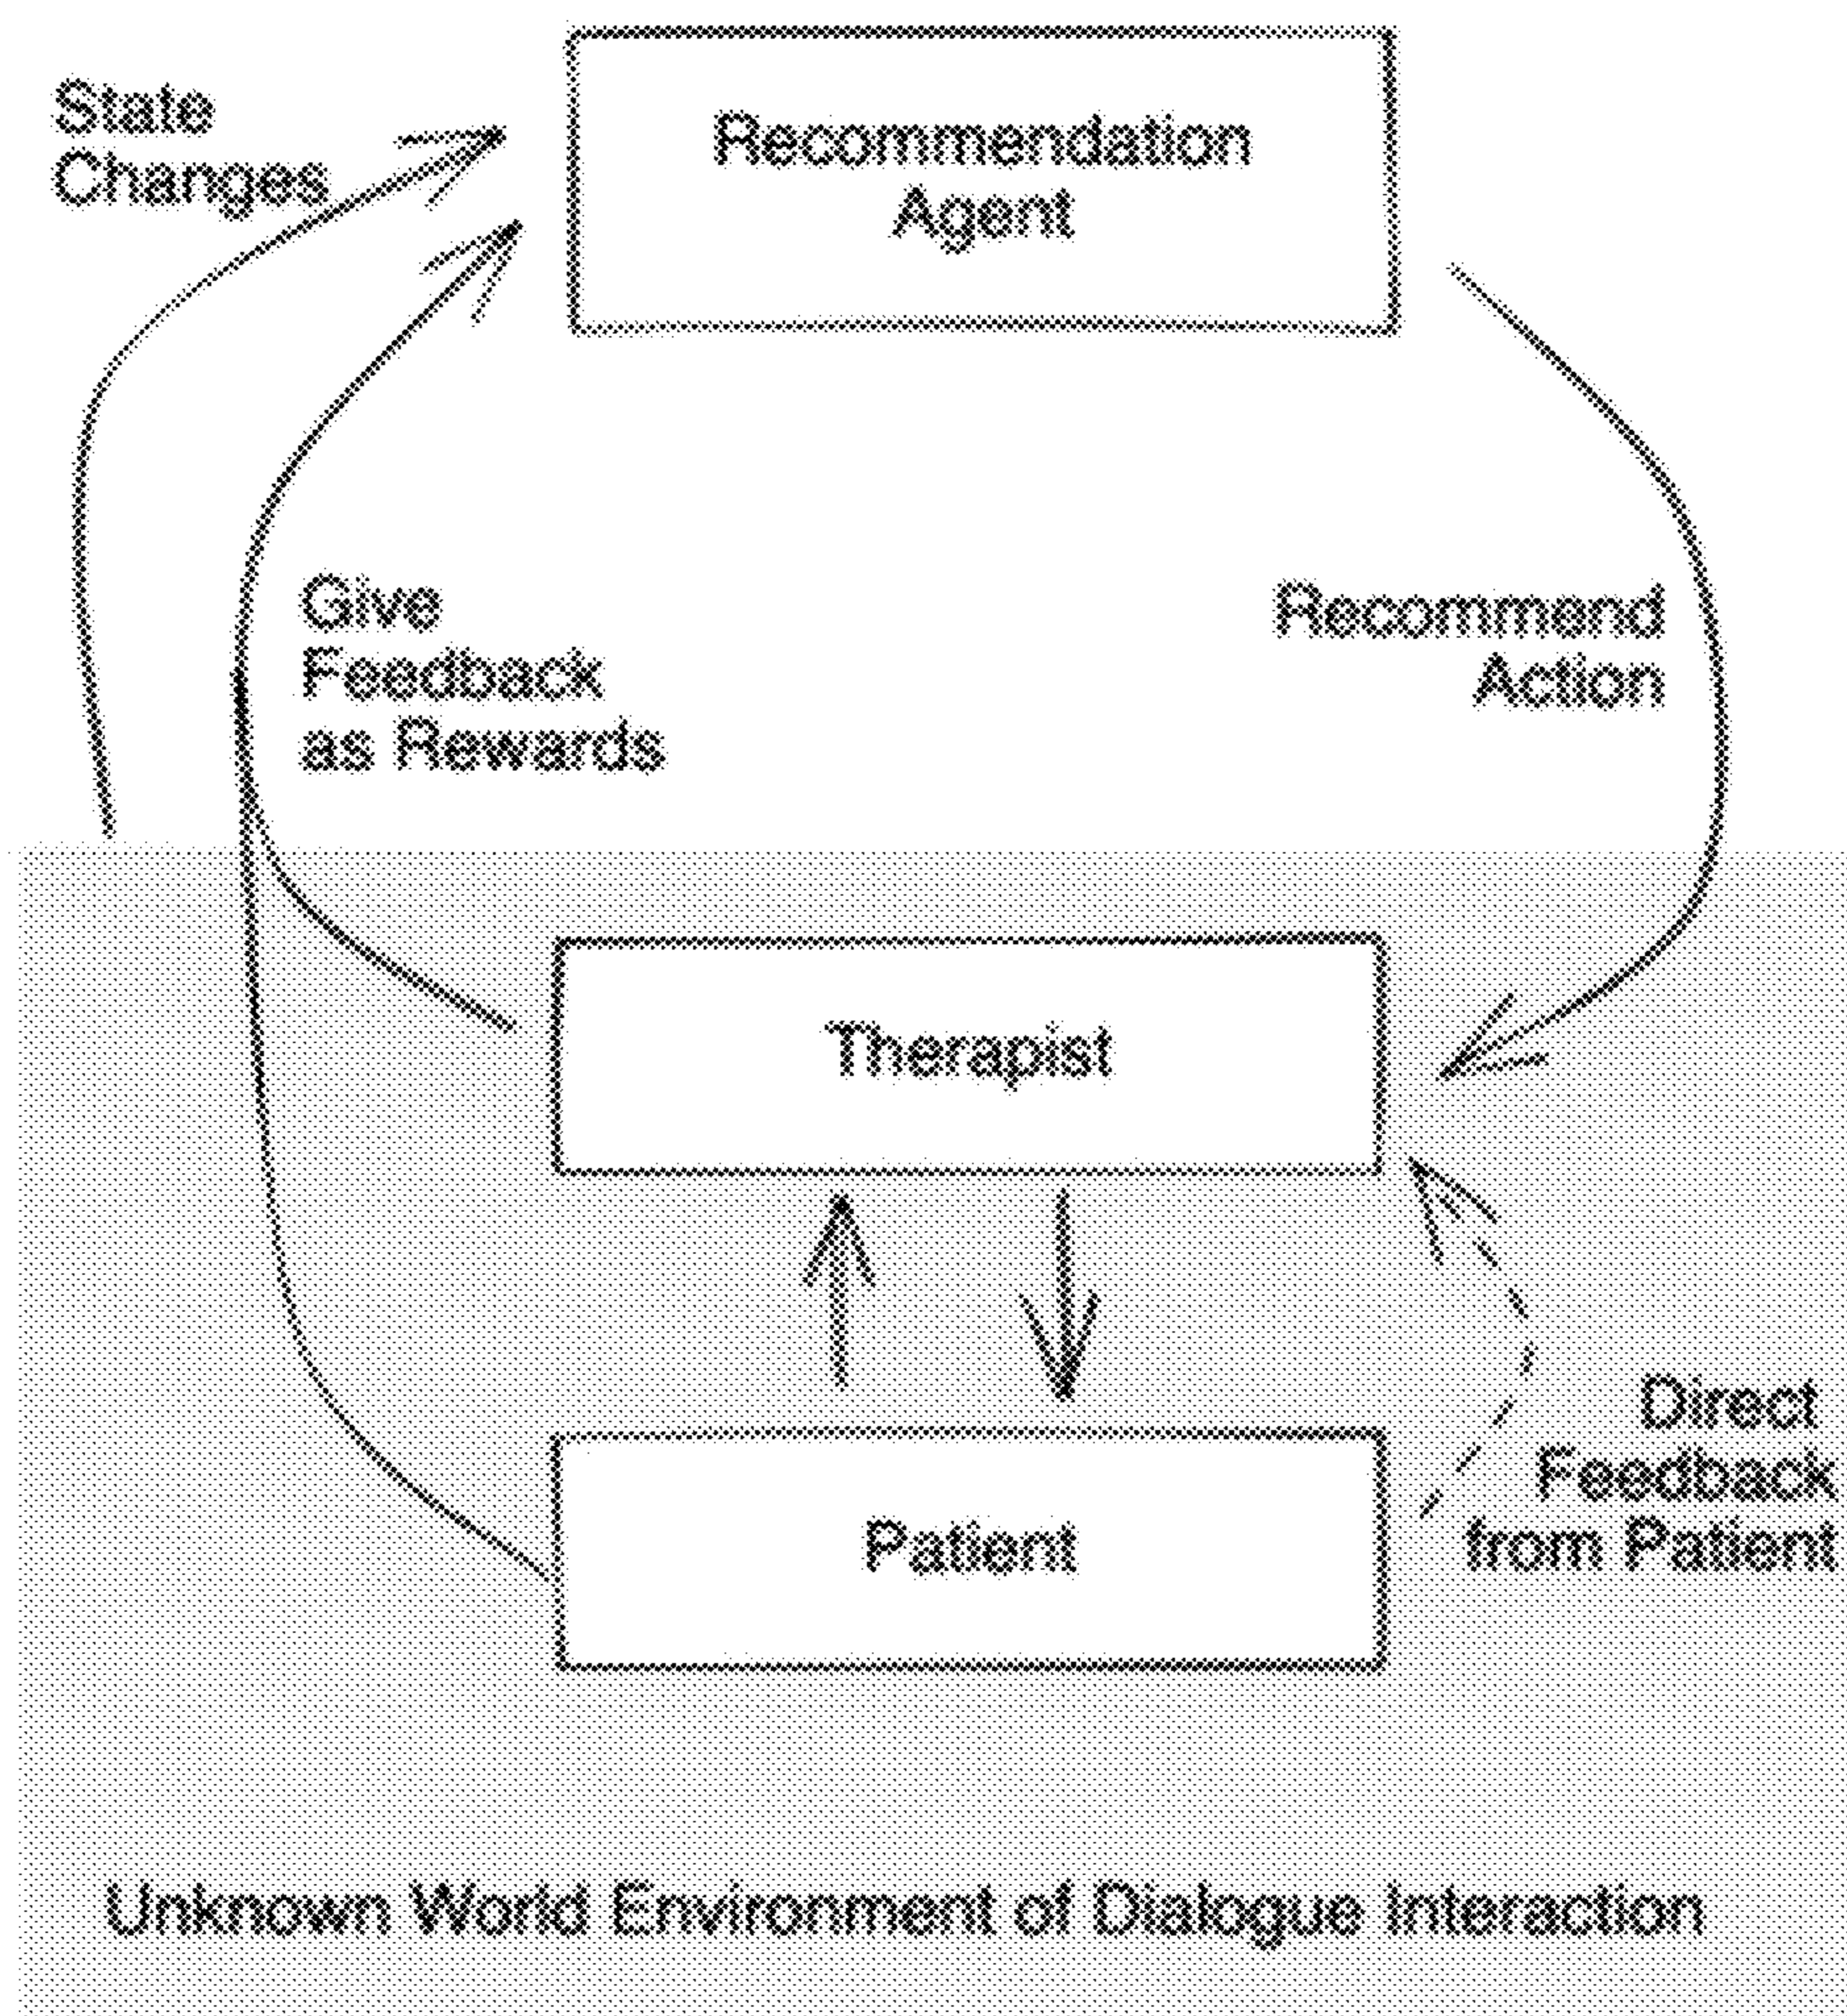 State
Changes
Recommendation
Agent
Give
Feedback
as Rewards
Recommend
Action
Therapist
Direct
Feedback
from Patient
Patient
Unknown World Environment of Dialogue Interaction